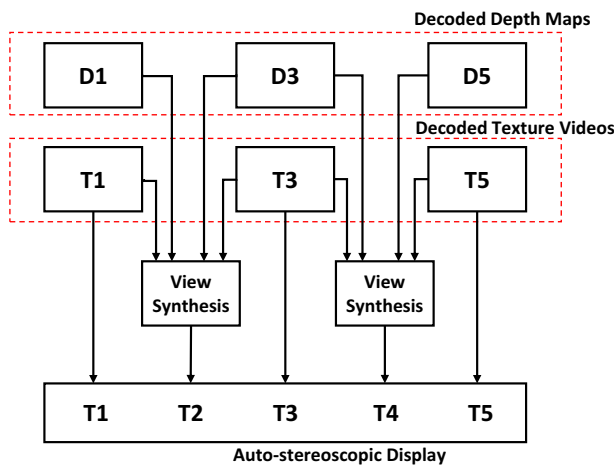 Decoded Depth Maps
D1 D3 D5
Decoded Texture Videos
T1 T3 T5
View Synthesis
View Synthesis
T1 T2 T3 T4 T5
Auto-stereoscopic Display